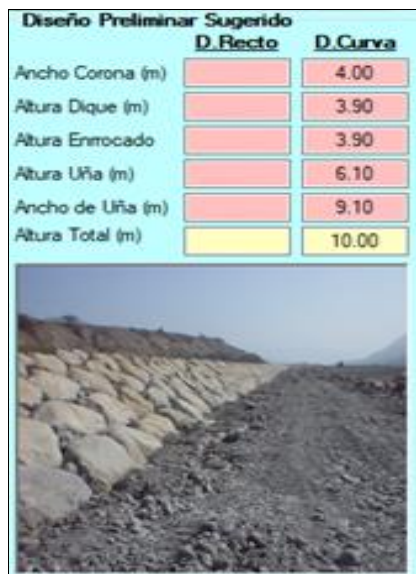 Diseño Preliminar Sugerido
D.Recto D.Curva
Ancho Corona (m) 4.00
Altura Dique (m) 3.90
Altura Enrrocado 3.90
Altura Uña (m) 6.10
Ancho de Uña (m) 9.10
Altura Total (m) 10.00